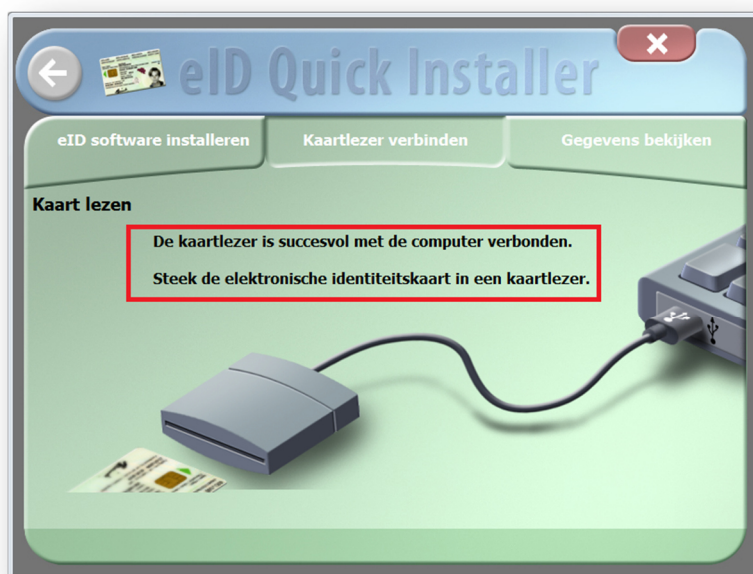 eID Quick Installer
eID software installeren
Kaartlezer verbinden
Gegevens bekijken
Kaart lezen
De kaartlezer is succesvol met de computer verbonden.
Steek de elektronische identiteitskaart in een kaartlezer.